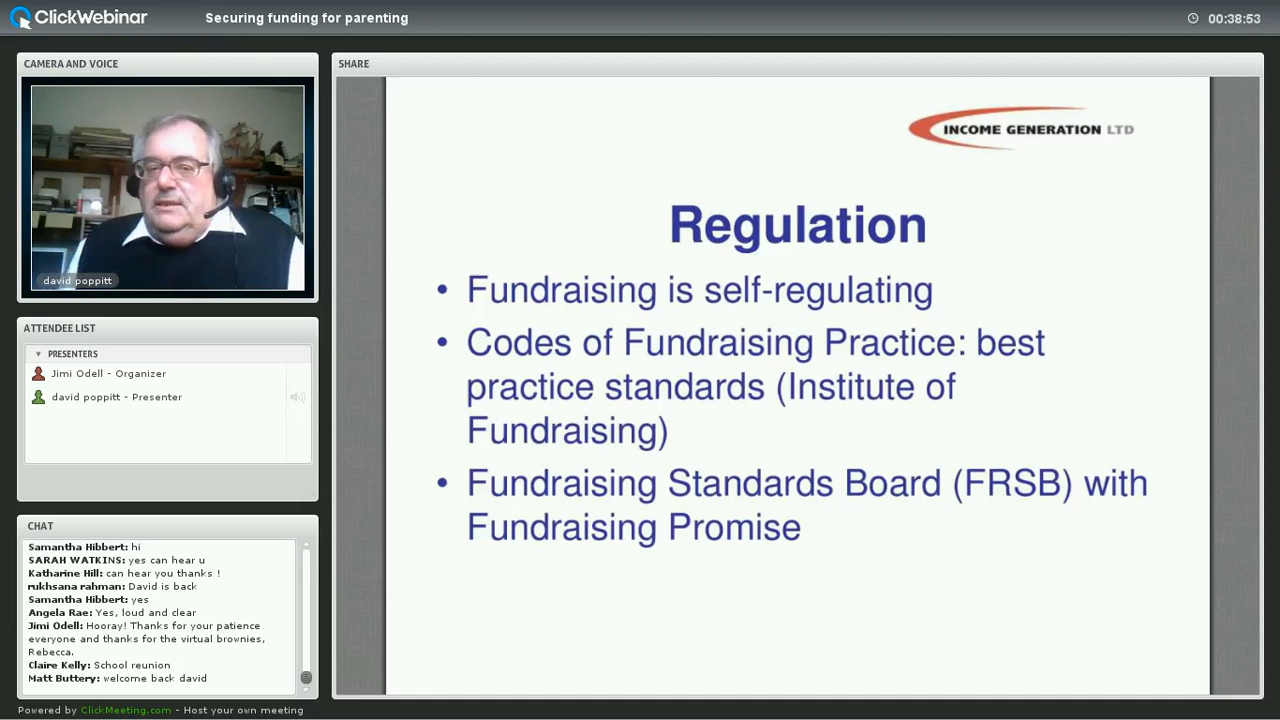 ClickWebinar
Securing funding for parenting
00:38:53
CAMERA AND VOICE
david poppitt
ATTENDEE LIST
PRESENTERS
Jimi Odell - Organizer
david poppitt - Presenter
CHAT
Samantha Hibbert: hi
SARAH WATKINS: yes can hear u
Katharine Hill: can hear you thanks !
rukhsana rahman: David is back
Samantha Hibbert: yes
Angela Rae: Yes, loud and clear
Jimi Odell: Hooray! Thanks for your patience
everyone and thanks for the virtual brownies,
Rebecca.
Claire Kelly: School reunion
Matt Buttery: welcome back david
SHARE
INCOME GENERATION LTD
Regulation
• Fundraising is self-regulating
• Codes of Fundraising Practice: best
practice standards (Institute of
Fundraising)
• Fundraising Standards Board (FRSB) with
Fundraising Promise
Powered by ClickMeeting.com - Host your own meeting